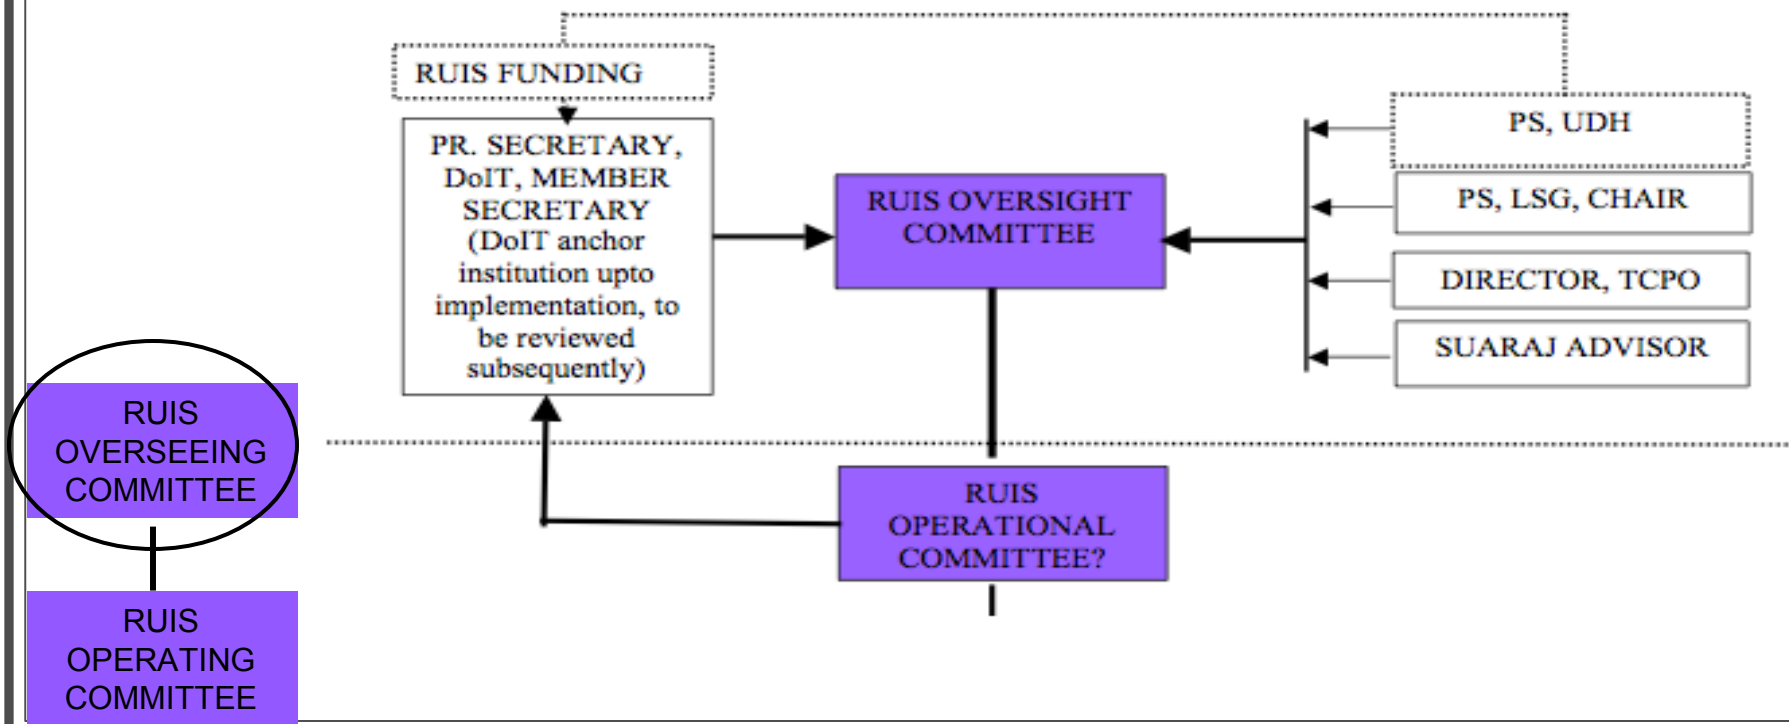 RUIS FUNDING
PR. SECRETARY,
DoIT, MEMBER
SECRETARY
(DoIT anchor
institution upto
implementation, to
be reviewed
subsequently)
RUIS OVERSIGHT
COMMITTEE
PS, UDH
PS, LSG, CHAIR
DIRECTOR, TCPO
SUARAJ ADVISOR
RUIS
OVERSEEING
COMMITTEE
RUIS
OPERATIONAL
COMMITTEE?
RUIS
OPERATING
COMMITTEE